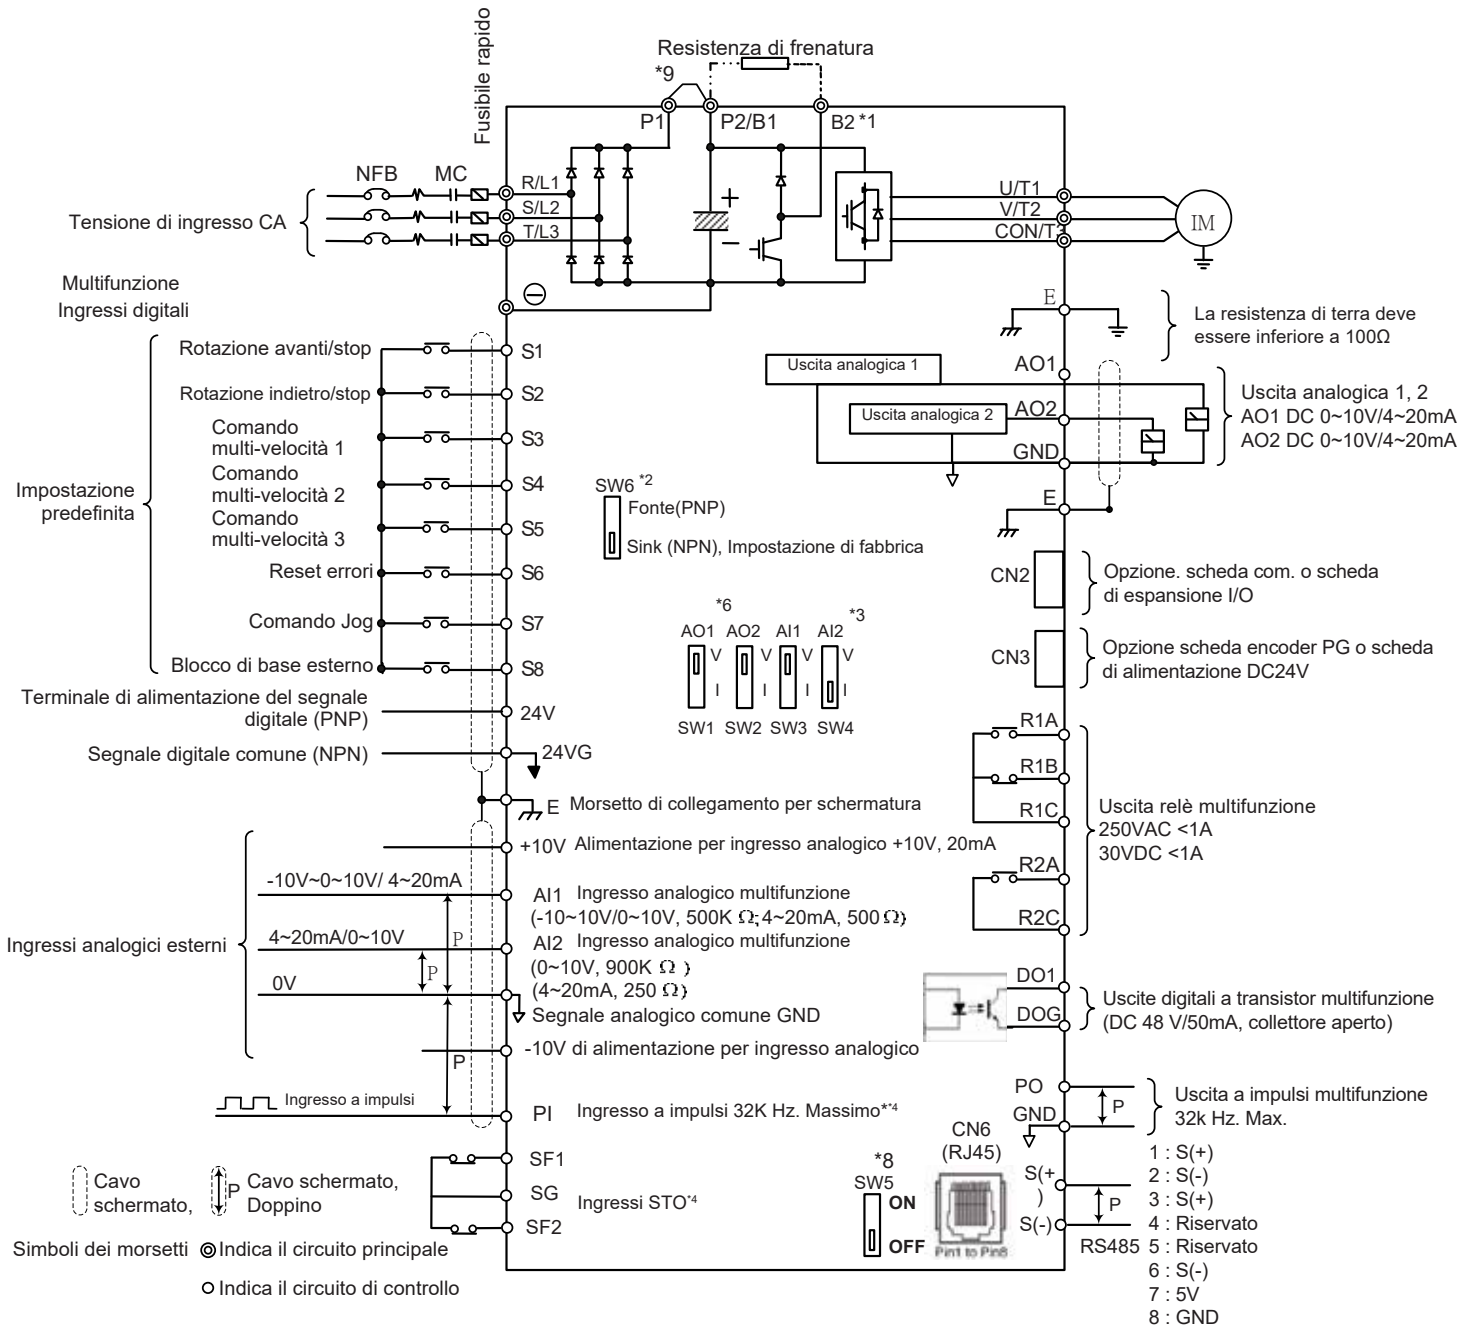 Fusibile rapido
Resistenza di frenatura
*9
P1
P2/B1
B2 *1
NFB
MC
R/L1
S/L2
T/L3
Tensione di ingresso CA
+
−
U/T1
V/T2
CON/T3
IM
Multifunzione
Ingressi digitali
Impostazione
predefinita
Rotazione avanti/stop
S1
Rotazione indietro/stop
S2
Comando
multi-velocità 1
S3
Comando
multi-velocità 2
S4
Comando
multi-velocità 3
S5
Reset errori
S6
Comando Jog
S7
Blocco di base esterno
S8
Terminale di alimentazione del segnale
digitale (PNP)
24V
Segnale digitale comune (NPN)
24VG
E
Morsetto di collegamento per schermatura
SW6 *2
Fonte(PNP)
Sink (NPN), Impostazione di fabbrica
*6
*3
AO1 AO2 AI1 AI2
V V V V
I I I I
SW1 SW2 SW3 SW4
E
La resistenza di terra deve
essere inferiore a 100Ω
Uscita analogica 1
AO1
Uscita analogica 2
AO2
GND
Uscita analogica 1, 2
AO1 DC 0~10V/4~20mA
AO2 DC 0~10V/4~20mA
E
CN2
Opzione. scheda com. o scheda
di espansione I/O
CN3
Opzione scheda encoder PG o scheda
di alimentazione DC24V
R1A
R1B
R1C
R2A
R2C
Uscita relè multifunzione
250VAC <1A
30VDC <1A
Ingressi analogici esterni
+10V Alimentazione per ingresso analogico +10V, 20mA
-10V~0~10V/ 4~20mA
AI1 Ingresso analogico multifunzione
(-10~10V/0~10V, 500K Ω; 4~20mA, 500 Ω)
4~20mA/0~10V
P
AI2 Ingresso analogico multifunzione
(0~10V, 900K Ω )
P
(4~20mA, 250 Ω)
0V
Segnale analogico comune GND
-10V di alimentazione per ingresso analogico
P
Ingresso a impulsi
PI
Ingresso a impulsi 32K Hz. Massimo**4
DO1
DOG
Uscite digitali a transistor multifunzione
(DC 48 V/50mA, collettore aperto)
PO
P
GND
Uscita a impulsi multifunzione
32k Hz. Max.
SF1
SG
Ingressi STO*4
SF2
*8
SW5
ON
OFF
CN6
(RJ45)
Pin1 to Pin8
S(+
)
P
S(-)
RS485
1 : S(+)
2 : S(-)
3 : S(+)
4 : Riservato
5 : Riservato
6 : S(-)
7 : 5V
8 : GND
Cavo
schermato,
P
Cavo schermato,
Doppino
Simboli dei morsetti
Indica il circuito principale
Indica il circuito di controllo